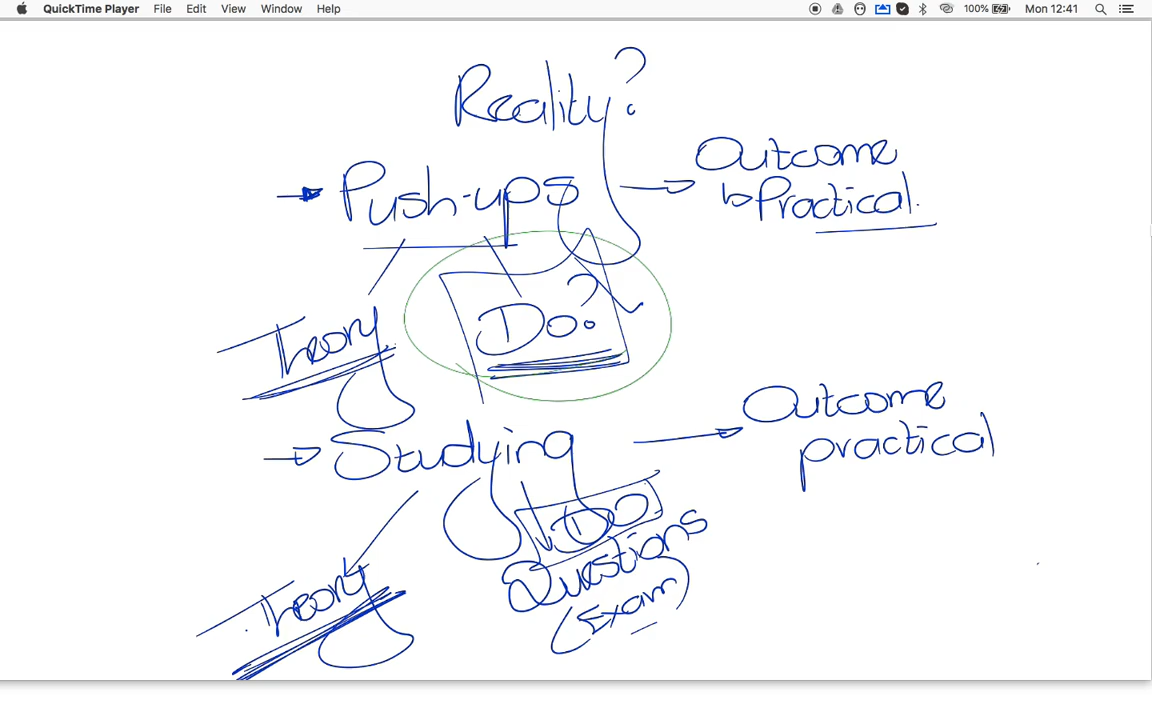 QuickTime Player File Edit View Window Help 100% Mon 12:41
Reality?
→ Push-ups → Outcome
↳ Practical.
Theory
Do?
→ Studying → Outcome
practical
Theory
Do
Questions
(Exam)